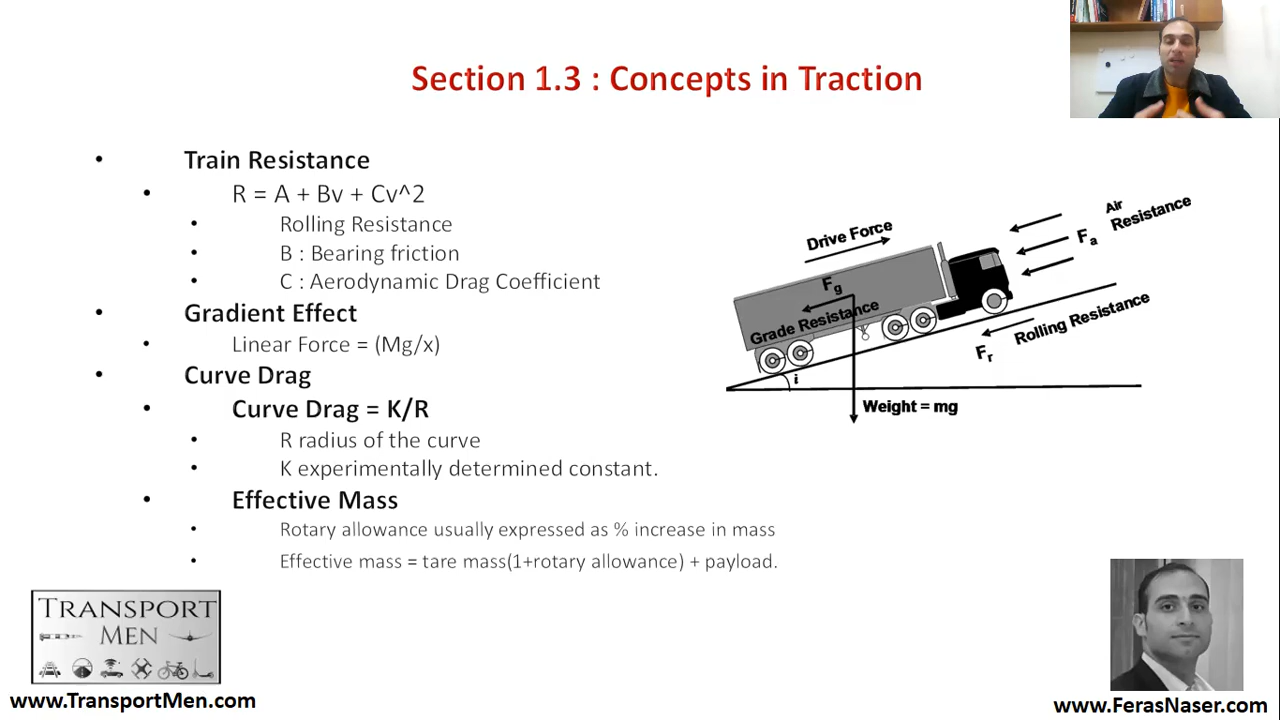 Section 1.3 : Concepts in Traction
• Train Resistance
• R = A + Bv + Cv^2
• Rolling Resistance
• B : Bearing friction
• C : Aerodynamic Drag Coefficient
• Gradient Effect
• Linear Force = (Mg/x)
• Curve Drag
• Curve Drag = K/R
• R radius of the curve
• K experimentally determined constant.
• Effective Mass
• Rotary allowance usually expressed as % increase in mass
• Effective mass = tare mass(1+rotary allowance) + payload.
Drive Force
Air
Resistance
Fa
Fg
Grade Resistance
Rolling Resistance
Fr
i
Weight = mg
TRANSPORT
MEN
www.TransportMen.com
www.FerasNaser.com